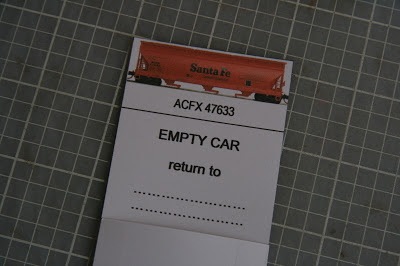 Santa Fe
ACFX 47633
EMPTY CAR
return to